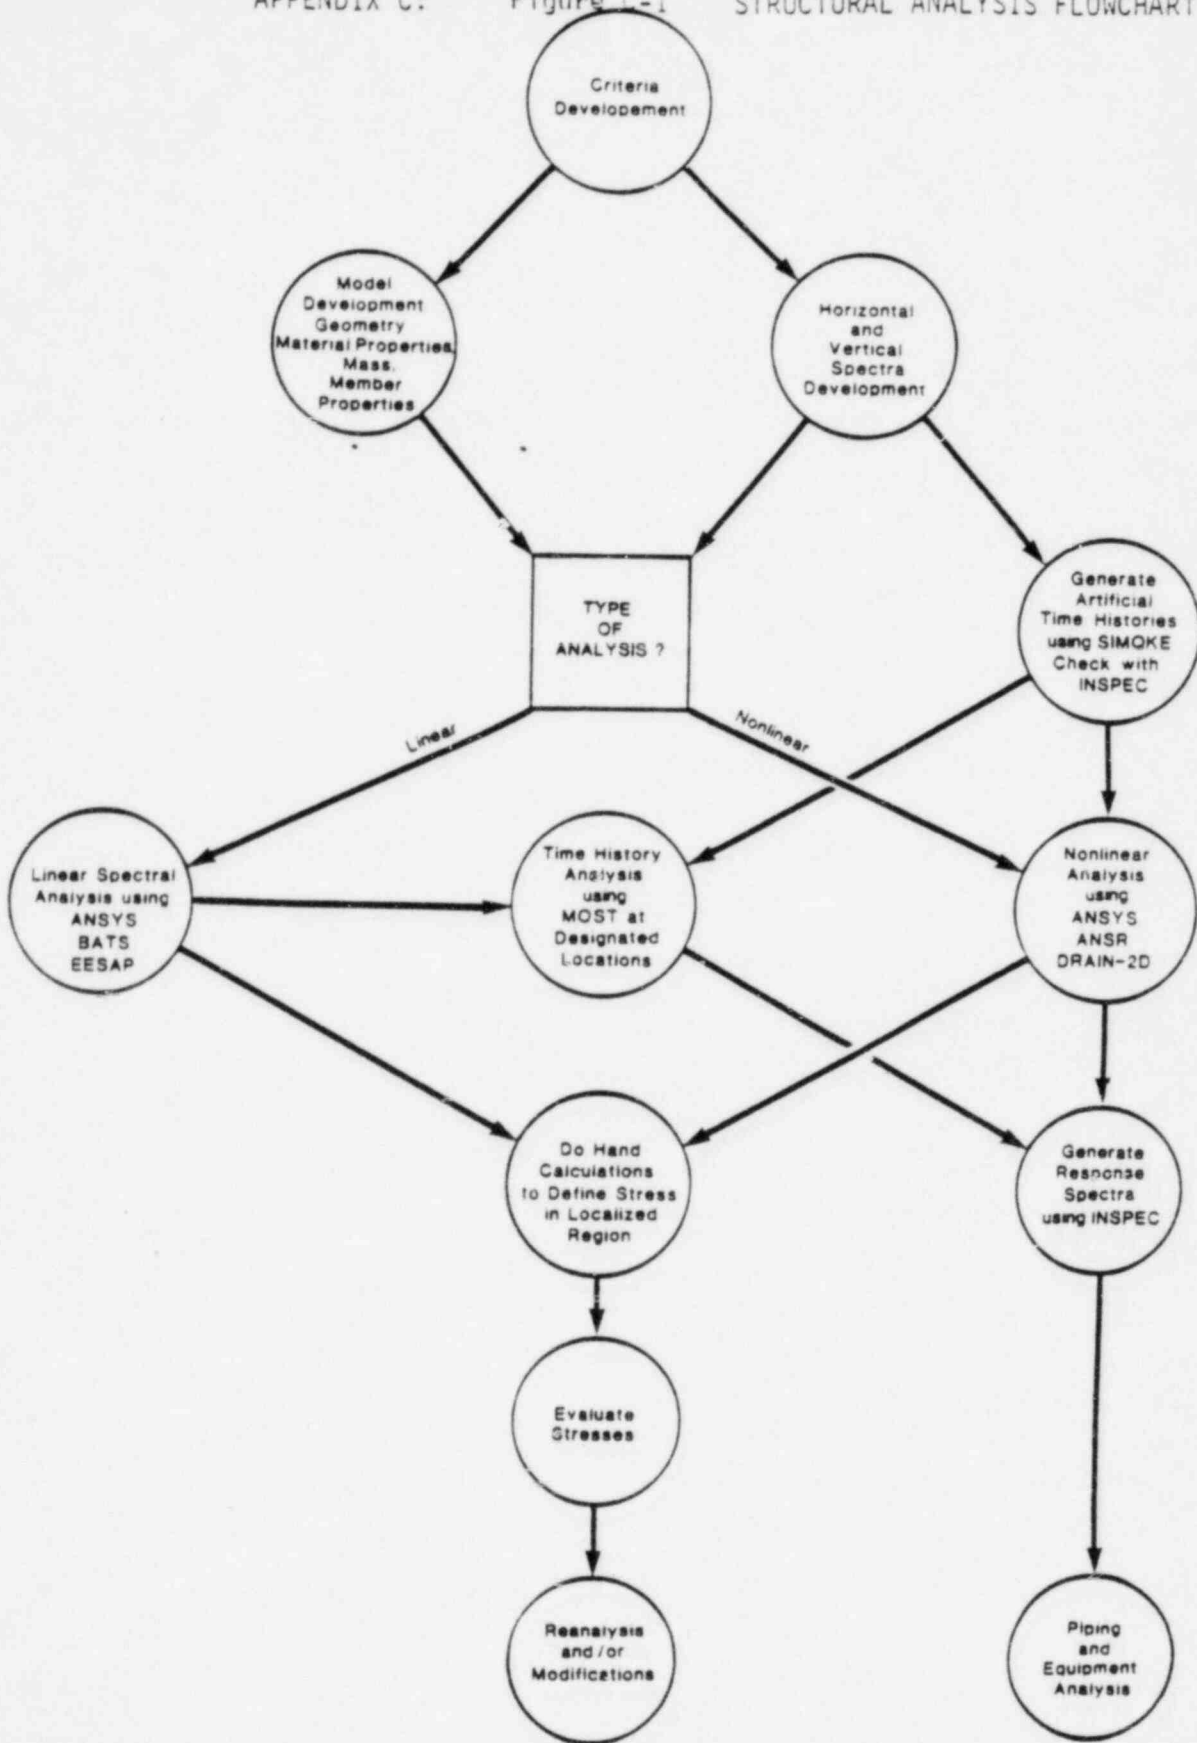 APPENDIX C: Figure C-1 STRUCTURAL ANALYSIS FLOWCHART
Criteria
Developement
Model
Development
Geometry
Material Properties,
Mass,
Member
Properties
Horizontal
and
Vertical
Spectra
Development
TYPE
OF
ANALYSIS ?
Generate
Artificial
Time Histories
using SIMQKE
Check with
INSPEC
Linear
Nonlinear
Linear Spectral
Analysis using
ANSYS
BATS
EESAP
Time History
Analysis
using
MOST at
Designated
Locations
Nonlinear
Analysis
using
ANSYS
ANSR
DRAIN-2D
Do Hand
Calculations
to Define Stress
in Localized
Region
Generate
Response
Spectra
using INSPEC
Evaluate
Stresses
Reanalysis
and/or
Modifications
Piping
and
Equipment
Analysis